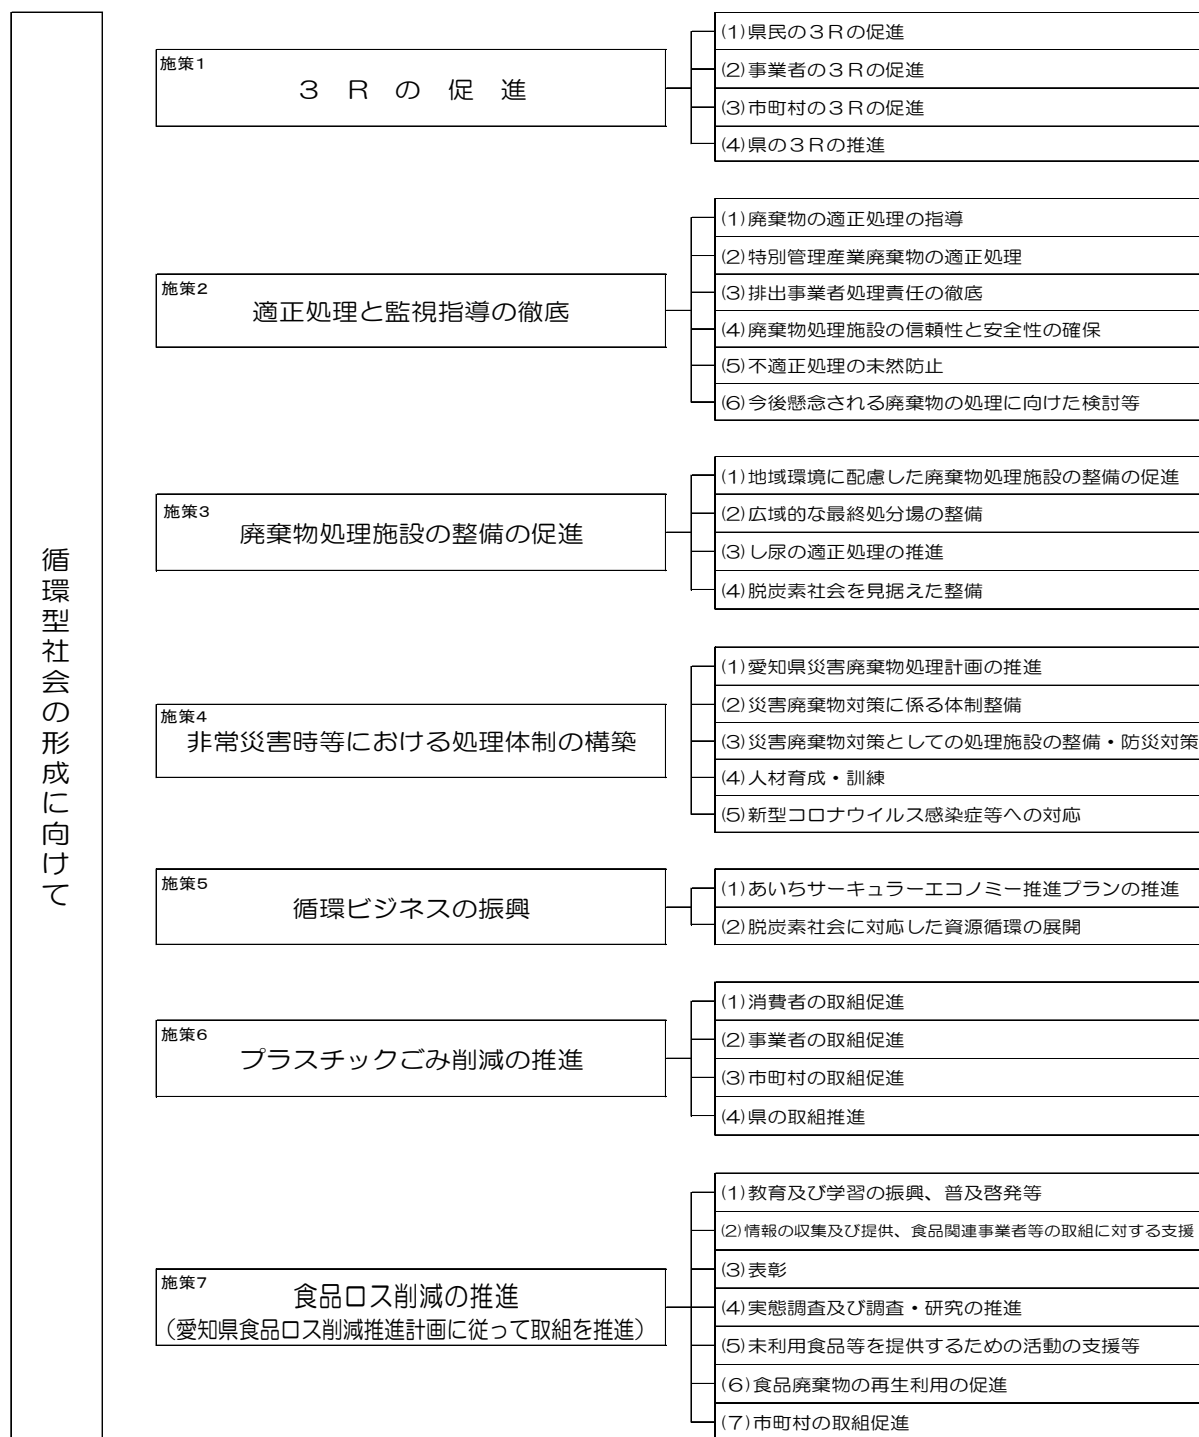 循環型社会の形成に向けて
施策1
３Ｒの促進
(1)県民の３Ｒの促進
(2)事業者の３Ｒの促進
(3)市町村の３Ｒの促進
(4)県の３Ｒの推進
施策2
適正処理と監視指導の徹底
(1)廃棄物の適正処理の指導
(2)特別管理産業廃棄物の適正処理
(3)排出事業者処理責任の徹底
(4)廃棄物処理施設の信頼性と安全性の確保
(5)不適正処理の未然防止
(6)今後懸念される廃棄物の処理に向けた検討等
施策3
廃棄物処理施設の整備の促進
(1)地域環境に配慮した廃棄物処理施設の整備の促進
(2)広域的な最終処分場の整備
(3)し尿の適正処理の推進
(4)脱炭素社会を見据えた整備
施策4
非常災害時等における処理体制の構築
(1)愛知県災害廃棄物処理計画の推進
(2)災害廃棄物対策に係る体制整備
(3)災害廃棄物対策としての処理施設の整備・防災対策
(4)人材育成・訓練
(5)新型コロナウイルス感染症等への対応
施策5
循環ビジネスの振興
(1)あいちサーキュラーエコノミー推進プランの推進
(2)脱炭素社会に対応した資源循環の展開
施策6
プラスチックごみ削減の推進
(1)消費者の取組促進
(2)事業者の取組促進
(3)市町村の取組促進
(4)県の取組推進
施策7
食品ロス削減の推進
（愛知県食品ロス削減推進計画に従って取組を推進）
(1)教育及び学習の振興、普及啓発等
(2)情報の収集及び提供、食品関連事業者等の取組に対する支援
(3)表彰
(4)実態調査及び調査・研究の推進
(5)未利用食品等を提供するための活動の支援等
(6)食品廃棄物の再生利用の促進
(7)市町村の取組促進